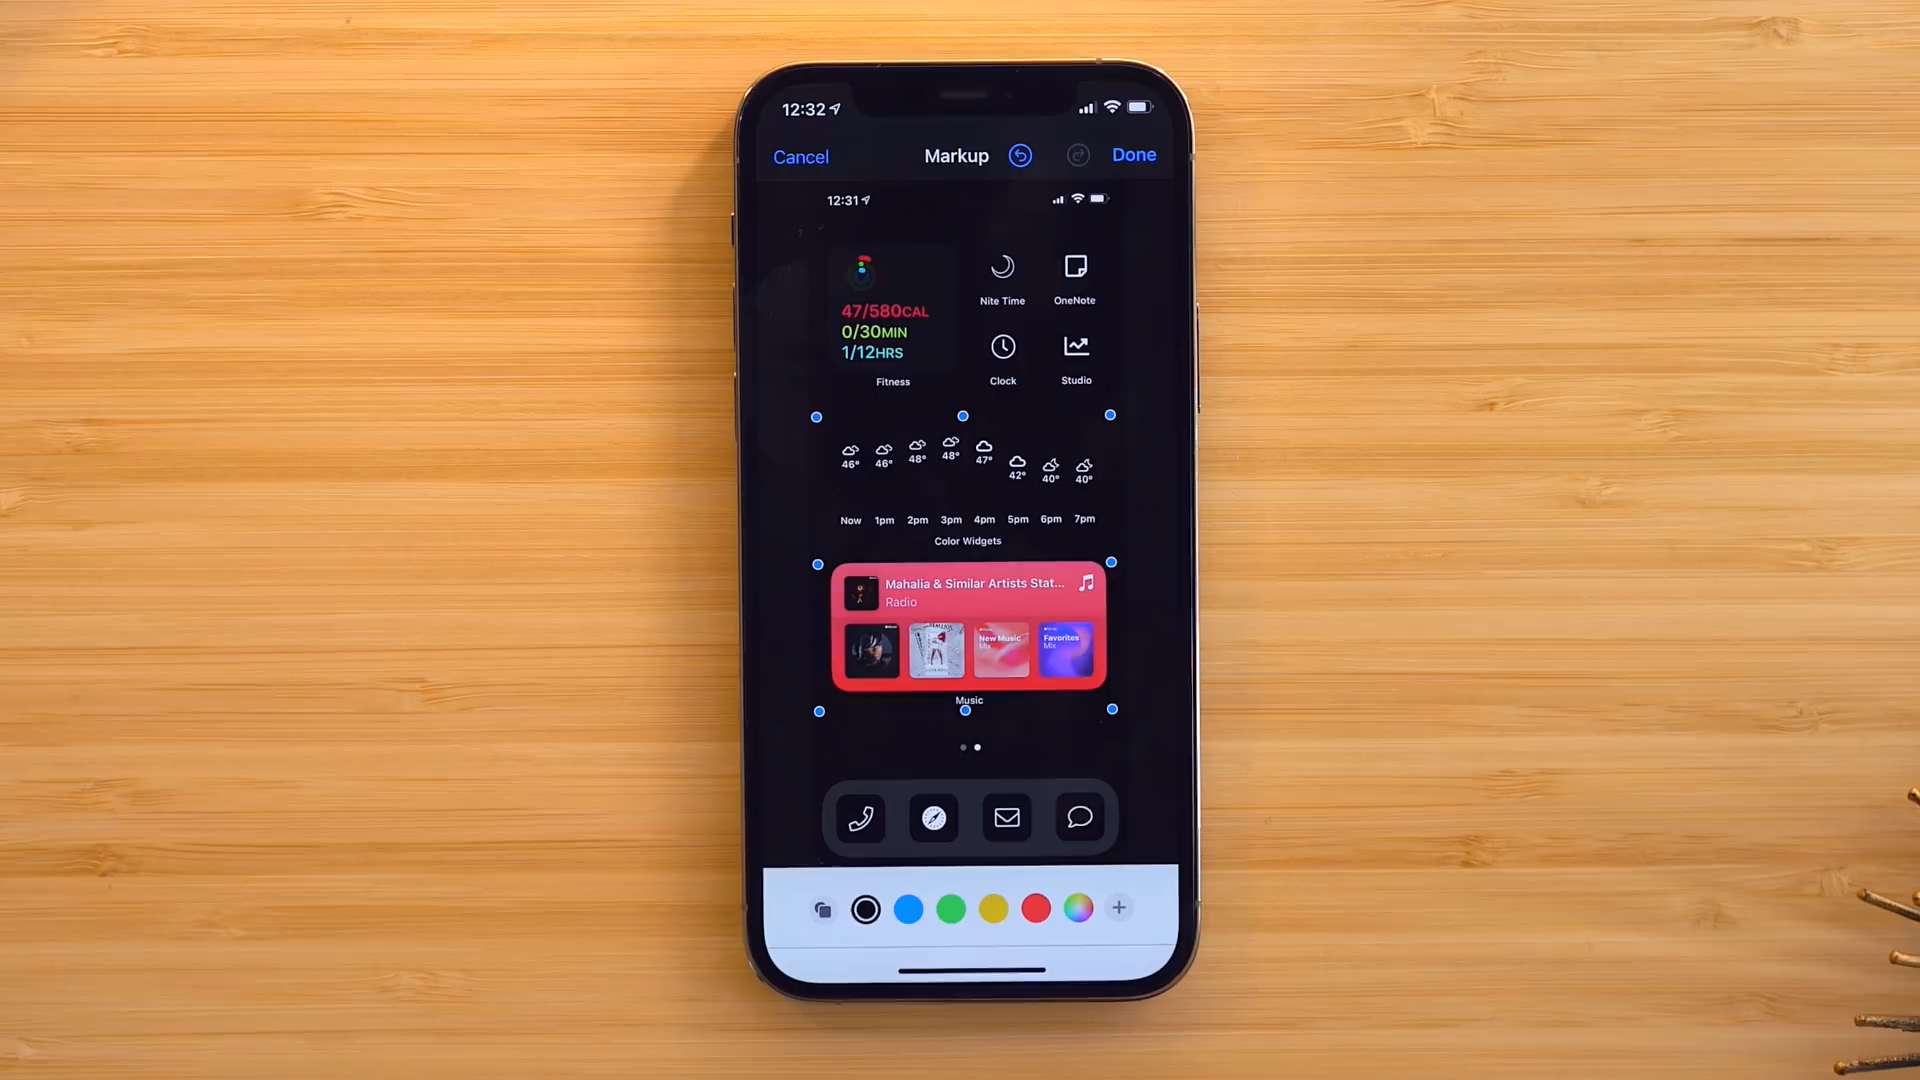 12:32
Cancel
Markup
Done
12:31
47/580CAL
0/30MIN
1/12HRS
Fitness
Nite Time
OneNote
Clock
Studio
46° 46° 48° 48° 47° 42° 40° 40°
Now 1pm 2pm 3pm 4pm 5pm 6pm 7pm
Color Widgets
Mahalia & Similar Artists Stat...
Radio
New Music
Mix
Favorites
Mix
Music